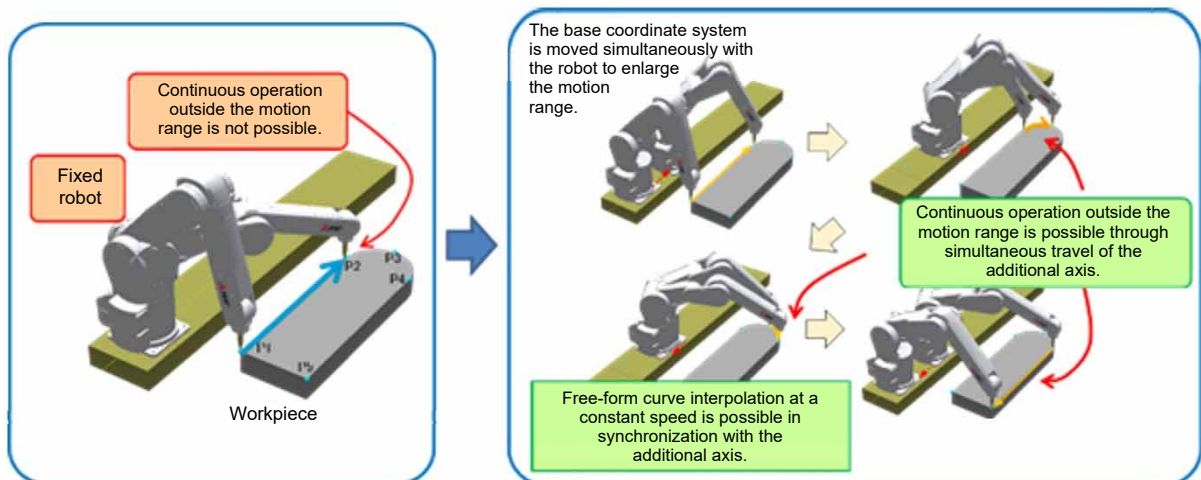 Continuous operation
outside the motion
range is not possible.
Fixed
robot
P1
P2
P3
P4
P5
Workpiece
The base coordinate system
is moved simultaneously with
the robot to enlarge
the motion
range.
Continuous operation outside the
motion range is possible through
simultaneous travel of the
additional axis.
Free-form curve interpolation at a
constant speed is possible in
synchronization with the
additional axis.